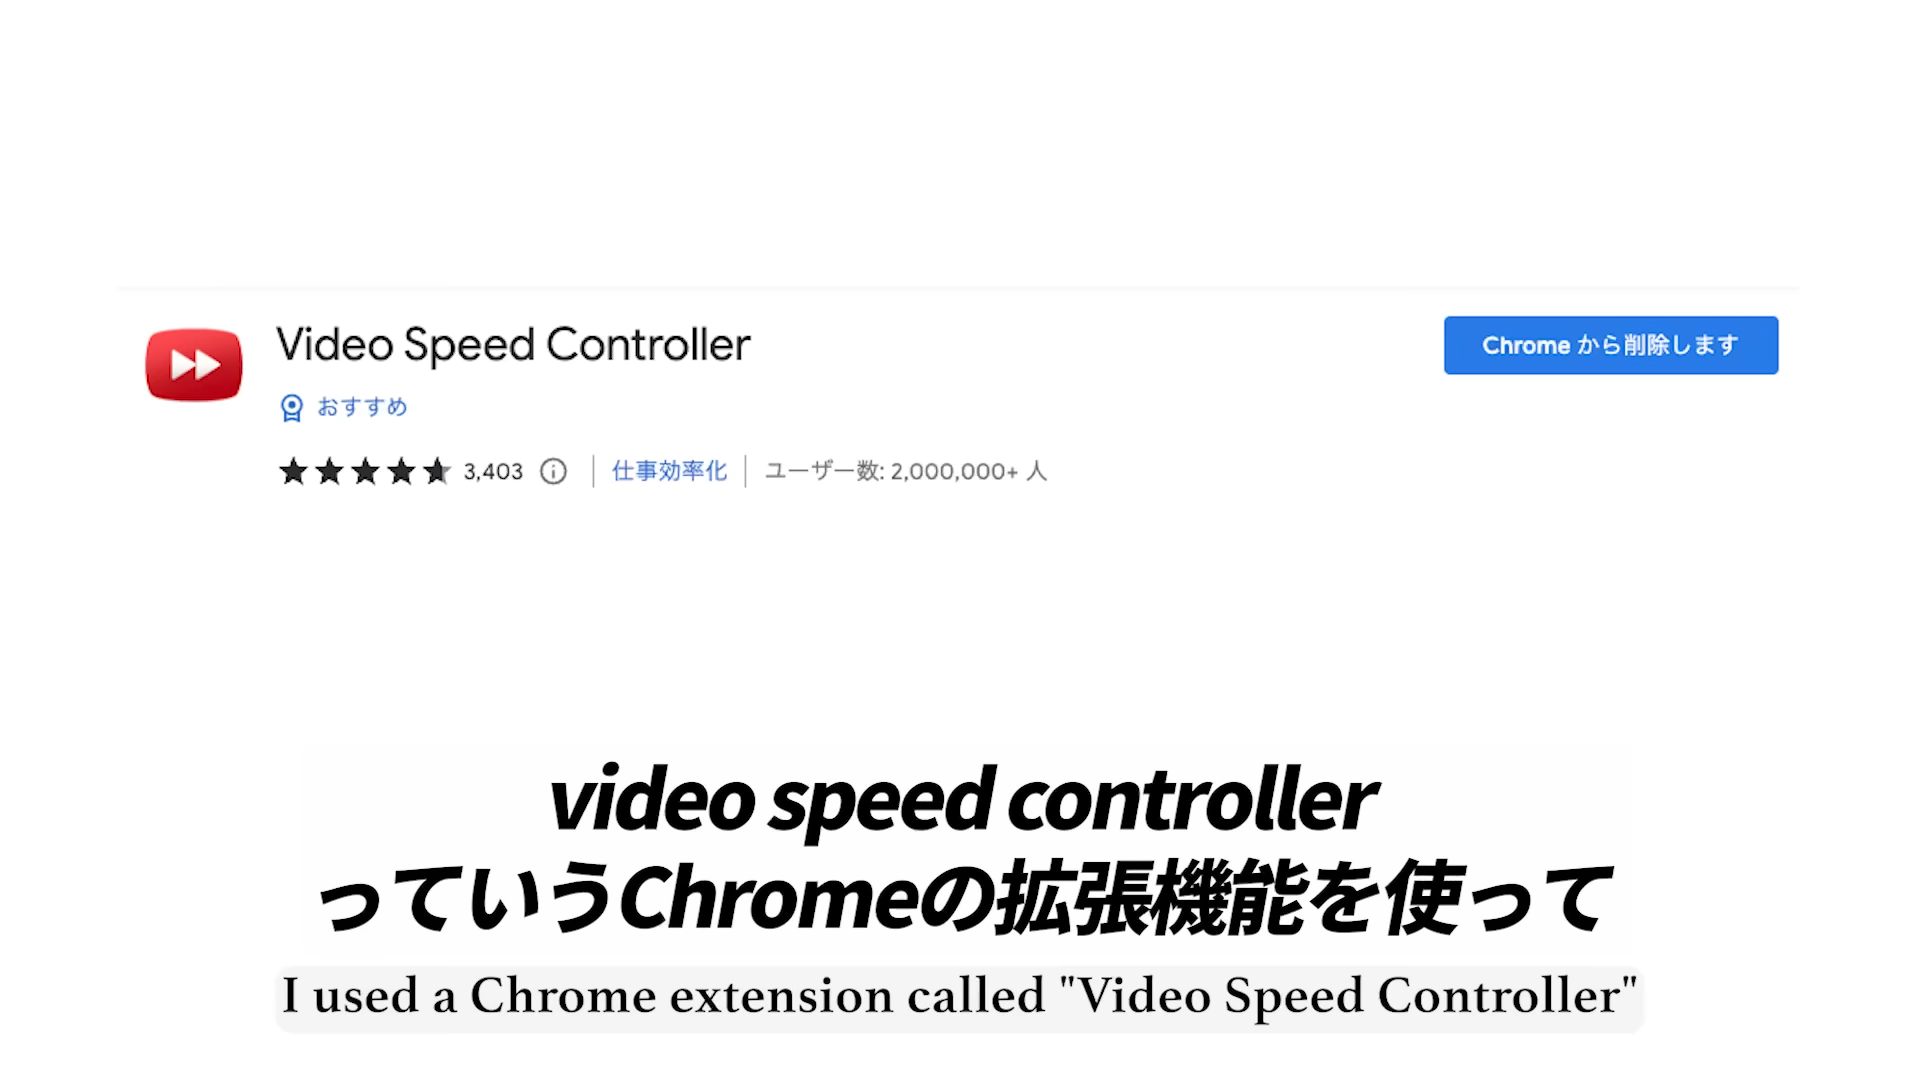 Video Speed Controller
Chrome から削除します
おすすめ
3,403
仕事効率化
ユーザー数: 2,000,000+ 人
video speed controller
っていうChromeの拡張機能を使って
I used a Chrome extension called "Video Speed Controller"